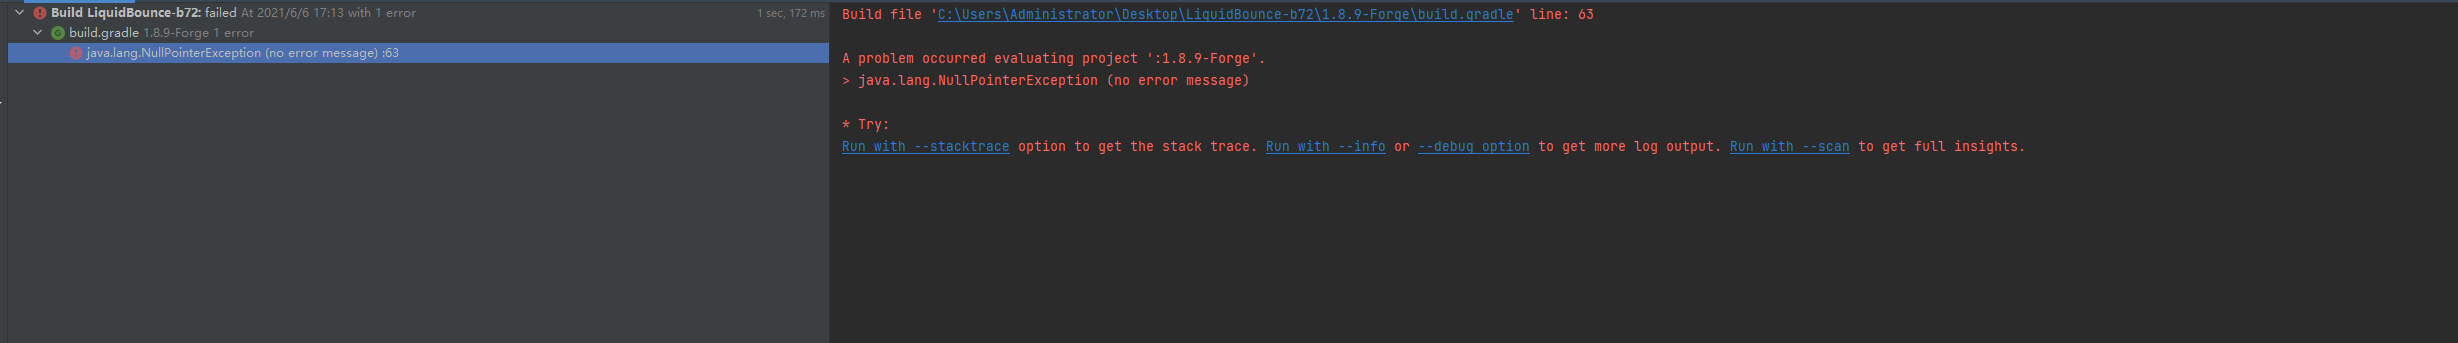 Build LiquidBounce-b72: failed At 2021/6/6 17:13 with 1 error 1 sec, 172 ms
build.gradle 1.8.9-Forge 1 error
java.lang.NullPointerException (no error message) :63
Build file 'C:\Users\Administrator\Desktop\LiquidBounce-b72\1.8.9-Forge\build.gradle' line: 63
A problem occurred evaluating project ':1.8.9-Forge'.
> java.lang.NullPointerException (no error message)
* Try:
Run with --stacktrace option to get the stack trace. Run with --info or --debug option to get more log output. Run with --scan to get full insights.